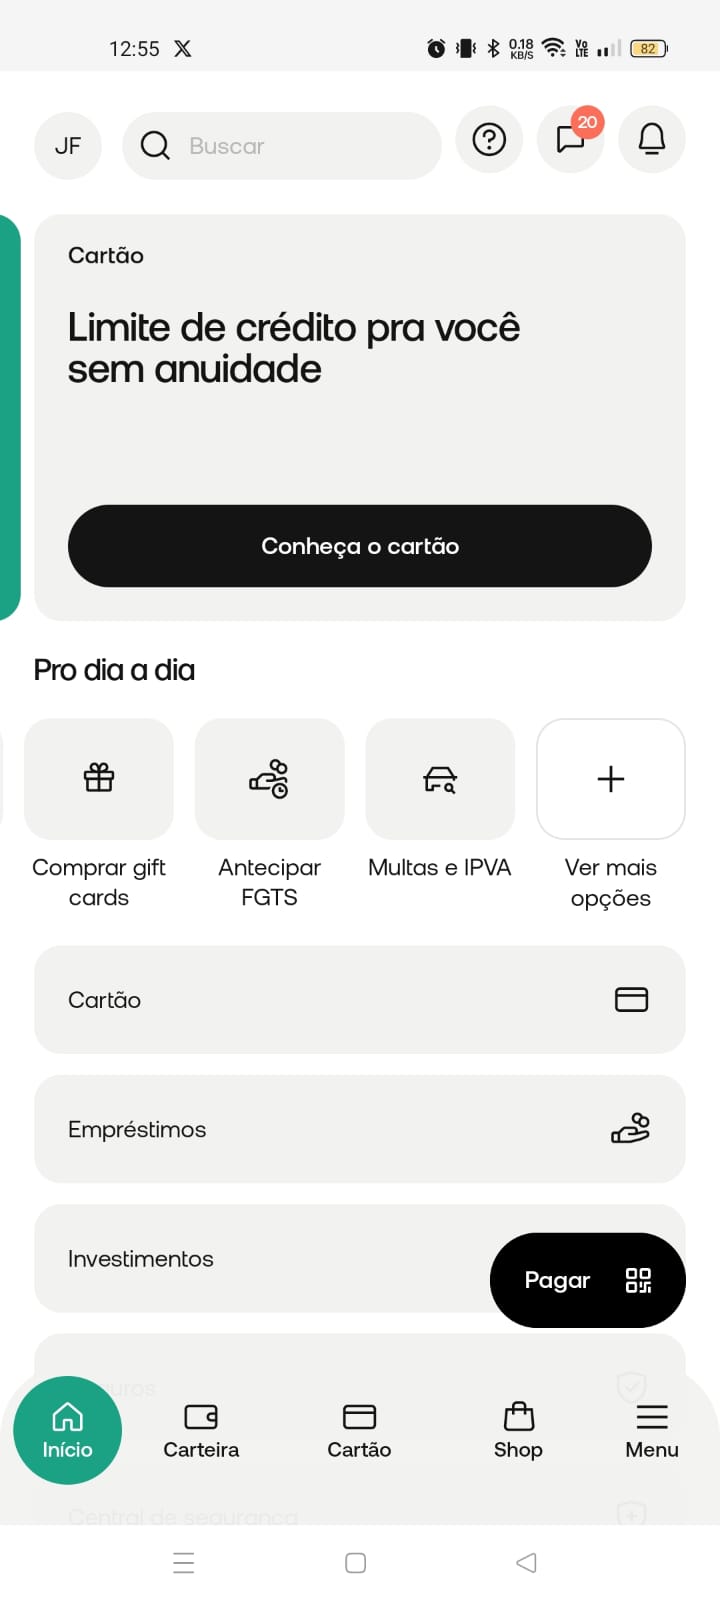 12:55
0.18
KB/S
Vo
LTE
82
JF
Buscar
20
Cartão
Limite de crédito pra você
sem anuidade
Conheça o cartão
Pro dia a dia
Comprar gift
cards
Antecipar
FGTS
Multas e IPVA
Ver mais
opções
Cartão
Empréstimos
Investimentos
Pagar
uros
Início
Carteira
Cartão
Shop
Menu
Central de segurança